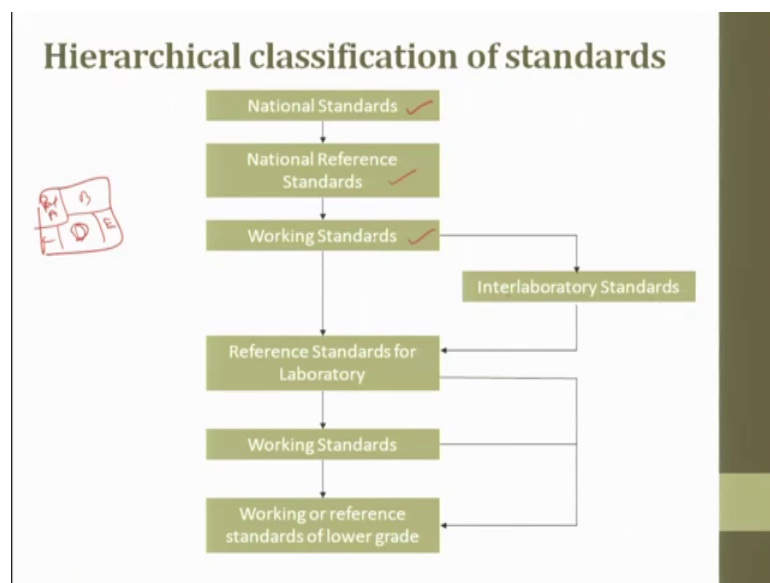 Hierarchical classification of standards
National Standards
National Reference
Standards
Working Standards
Interlaboratory Standards
Reference Standards for
Laboratory
Working Standards
Working or reference
standards of lower grade
B
A
D
E